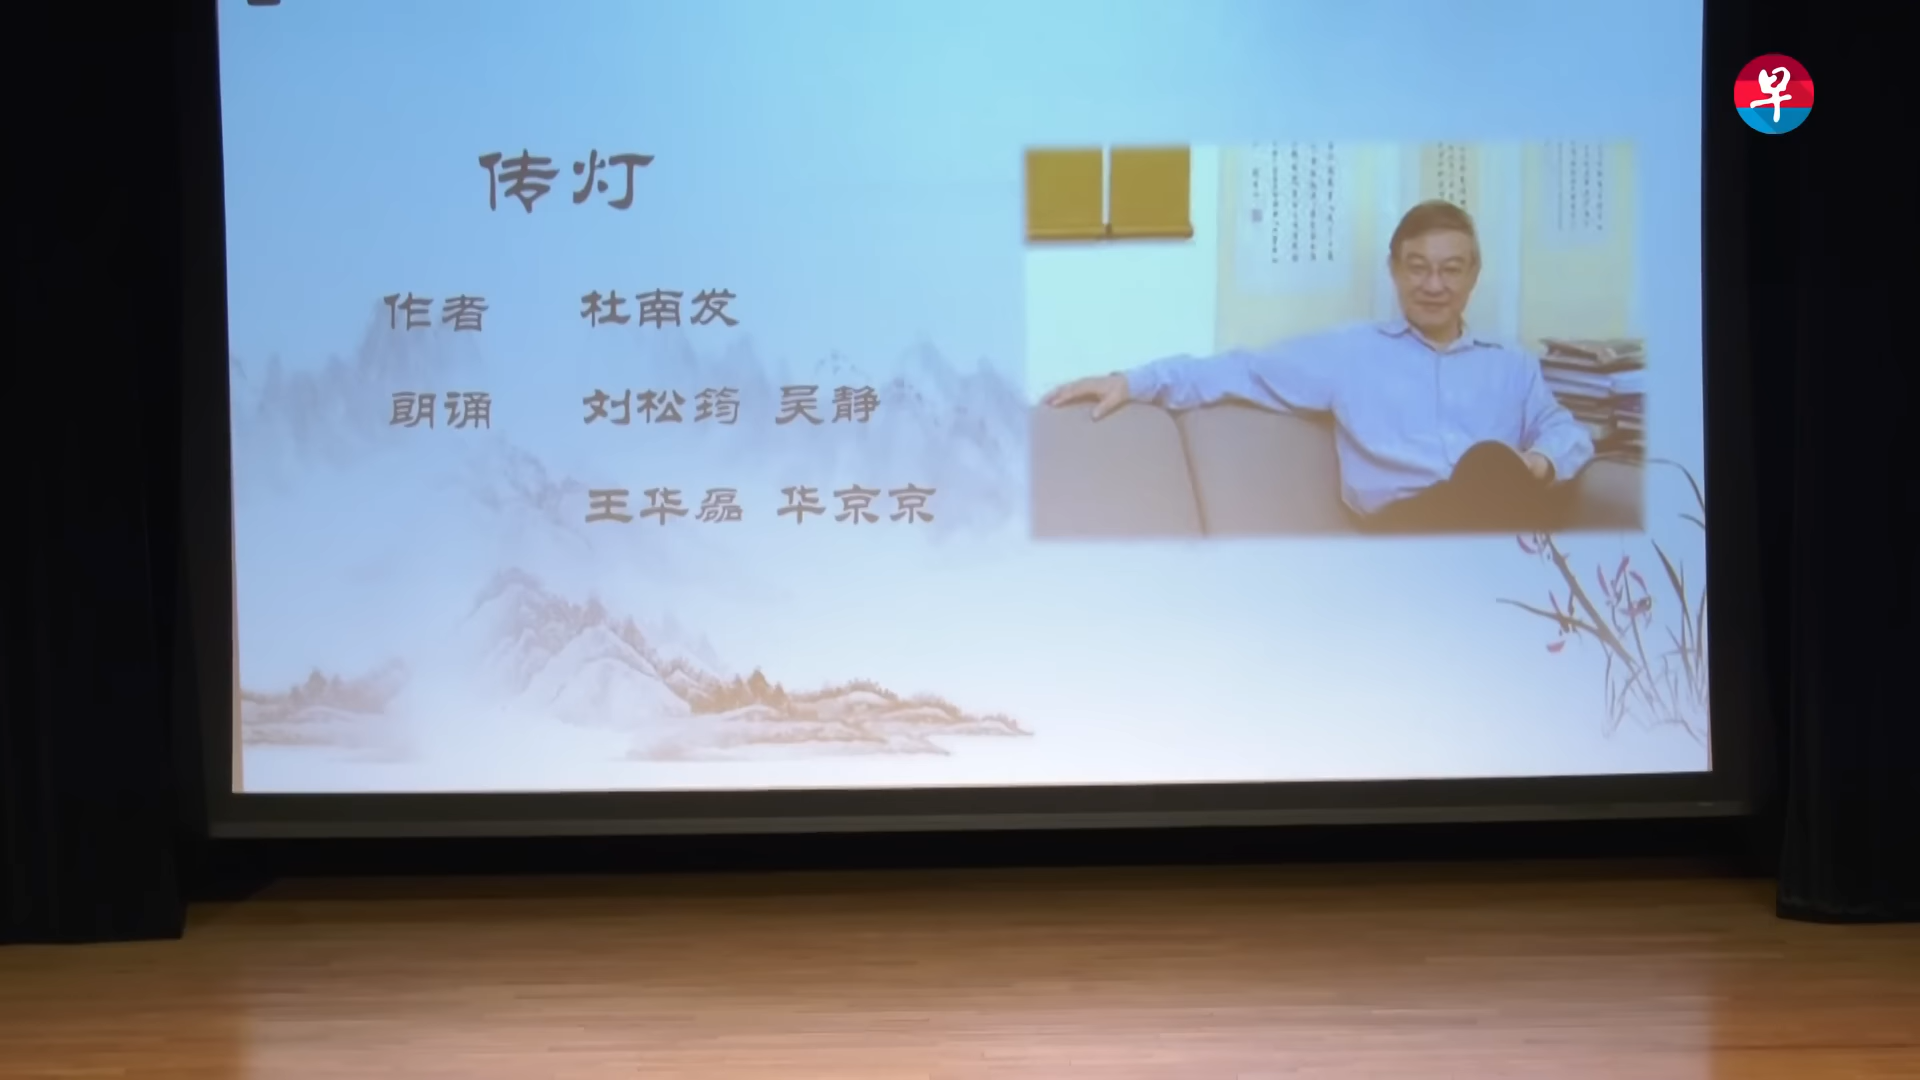 早
传灯
作者 杜南发
朗诵 刘松筠 吴静
王华磊 华京京